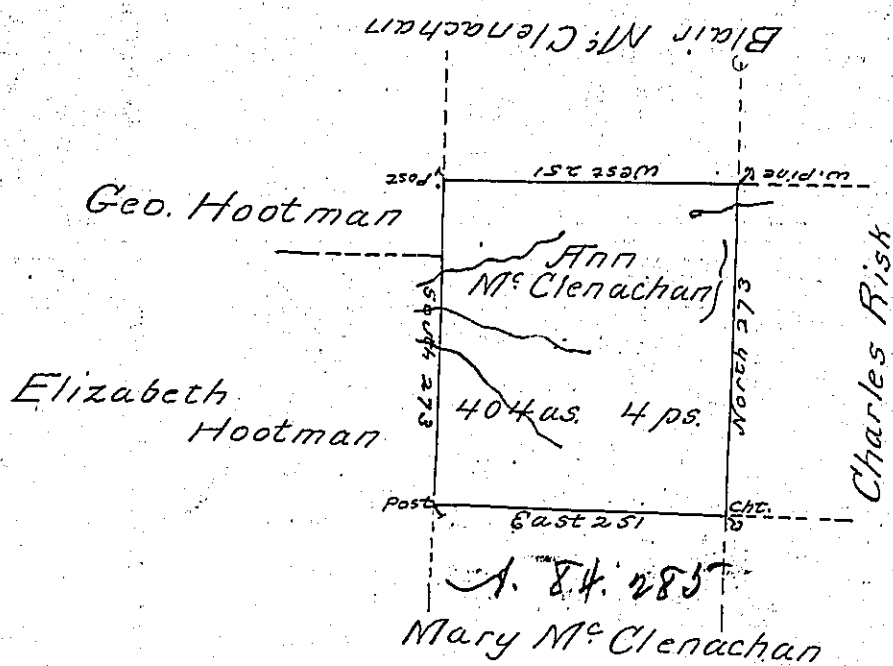 Blair McClenachan
Post
West 251
W. Pine
Geo. Hootman
Ann
McClenachan
South 273
North 273
Charles Risk
Elizabeth
Hootman
404 as. 4 ps.
Post
East 251
Cht.
A. 84. 285
Mary McClenachan